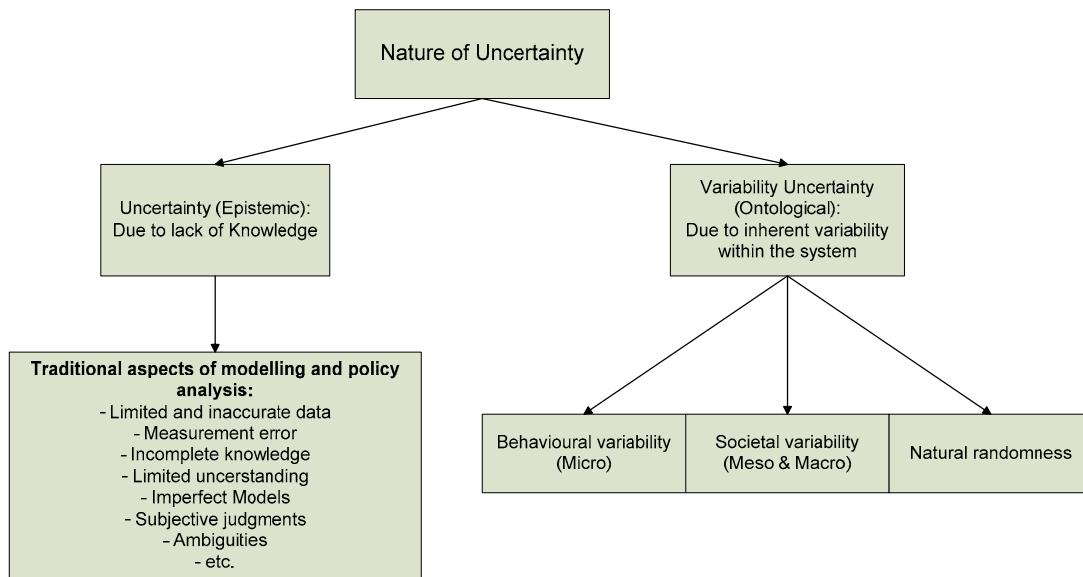 Nature of Uncertainty
Uncertainty (Epistemic):
Due to lack of Knowledge
Variability Uncertainty
(Ontological):
Due to inherent variability
within the system
Traditional aspects of modelling and policy
analysis:
- Limited and inaccurate data
- Measurement error
- Incomplete knowledge
- Limited uncerstanding
- Imperfect Models
- Subjective judgments
- Ambiguities
- etc.
Behavioural variability
(Micro)
Societal variability
(Meso & Macro)
Natural randomness